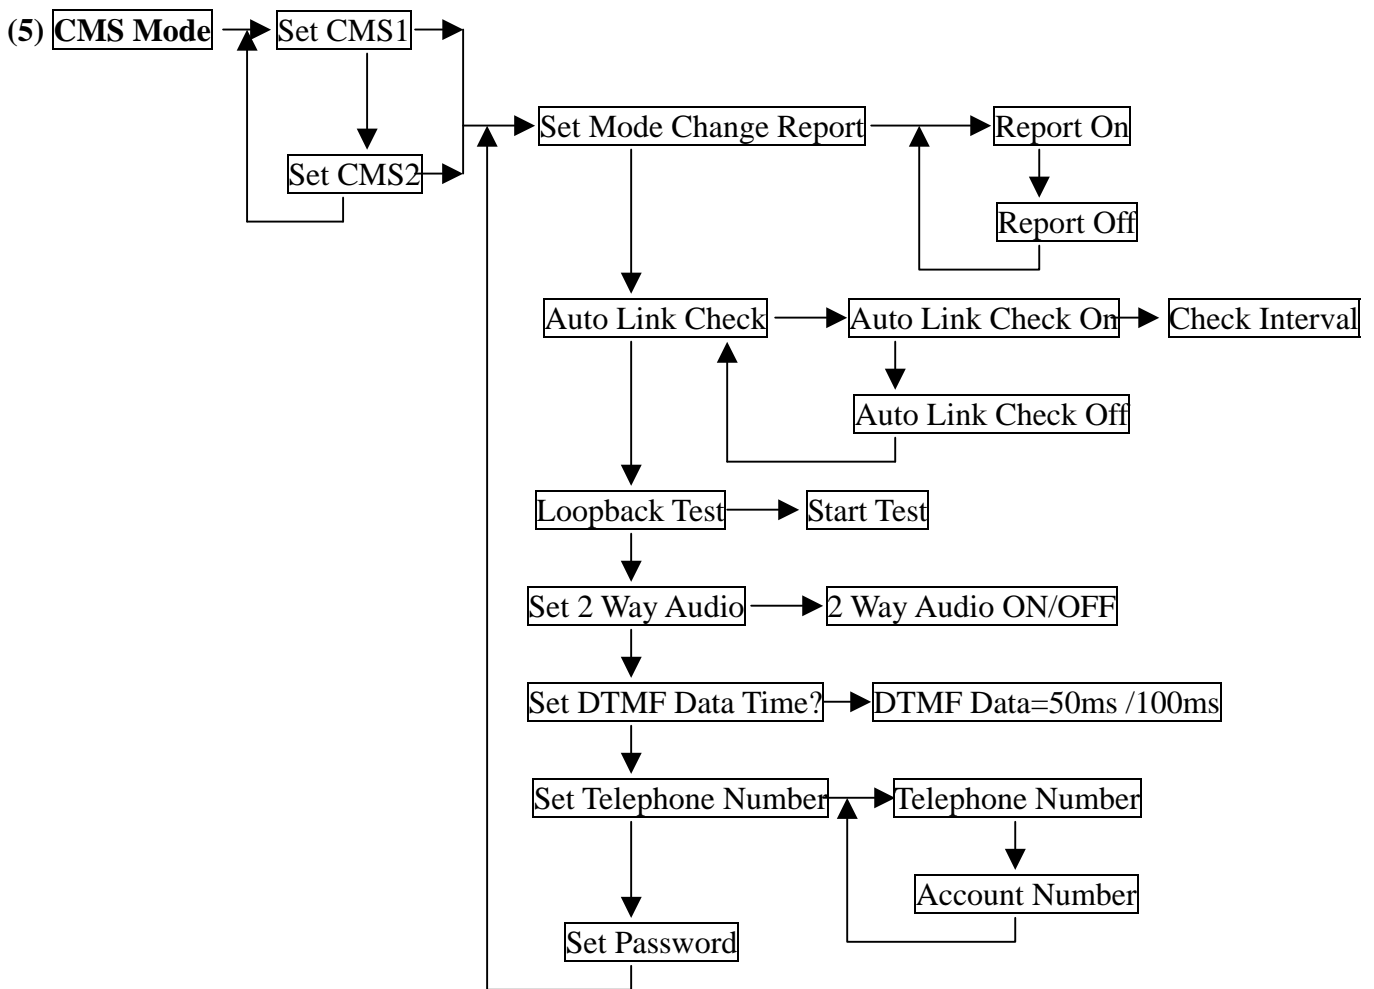 (5) CMS Mode
Set CMS1
Set CMS2
Set Mode Change Report
Report On
Report Off
Auto Link Check
Auto Link Check On
Check Interval
Auto Link Check Off
Loopback Test
Start Test
Set 2 Way Audio
2 Way Audio ON/OFF
Set DTMF Data Time?
DTMF Data=50ms /100ms
Set Telephone Number
Telephone Number
Account Number
Set Password